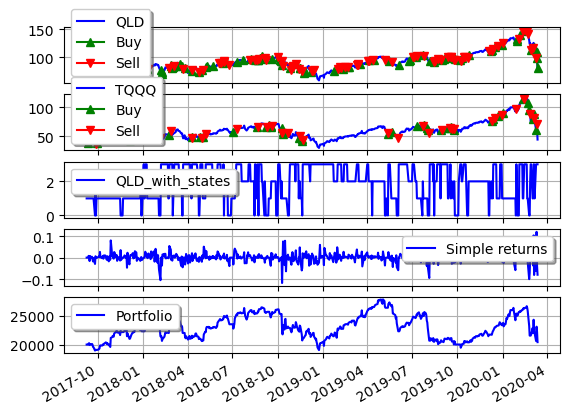 QLD
150
Buy
100
Sell
TQQQ
100
Buy
50
Sell
2
QLD_with_states
0
0.1
Simple returns
0.0
−0.1
25000
Portfolio
20000
2017-10 2018-01 2018-04 2018-07 2018-10 2019-01 2019-04 2019-07 2019-10 2020-01 2020-04